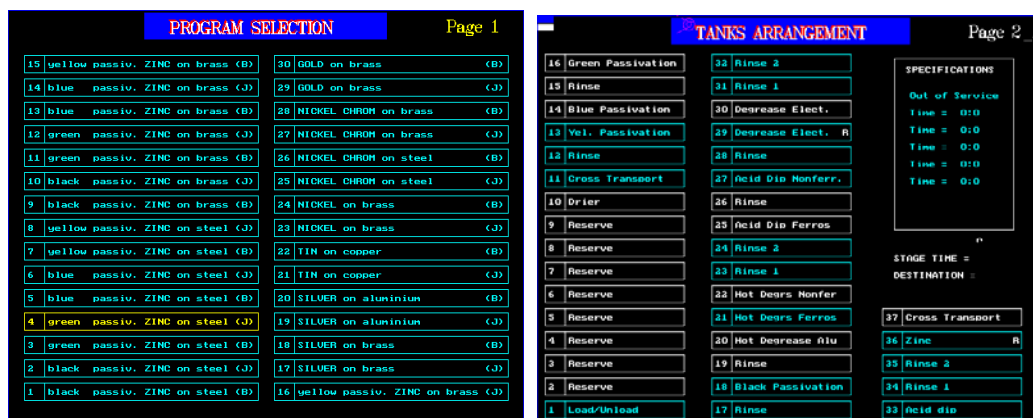 PROGRAM SELECTION Page 1
15 yellow passiv. ZINC on brass (B)
14 blue passiv. ZINC on brass (J)
13 blue passiv. ZINC on brass (B)
12 green passiv. ZINC on brass (J)
11 green passiv. ZINC on brass (B)
10 black passiv. ZINC on brass (J)
9 black passiv. ZINC on brass (B)
8 yellow passiv. ZINC on steel (J)
7 yellow passiv. ZINC on steel (B)
6 blue passiv. ZINC on steel (J)
5 blue passiv. ZINC on steel (B)
4 green passiv. ZINC on steel (J)
3 green passiv. ZINC on steel (B)
2 black passiv. ZINC on steel (J)
1 black passiv. ZINC on steel (B)
30 GOLD on brass (B)
29 GOLD on brass (J)
28 NICKEL CHROM on brass (B)
27 NICKEL CHROM on brass (J)
26 NICKEL CHROM on steel (B)
25 NICKEL CHROM on steel (J)
24 NICKEL on brass (B)
23 NICKEL on brass (J)
22 TIN on copper (B)
21 TIN on copper (J)
20 SILVER on aluminium (B)
19 SILVER on aluminium (J)
18 SILVER on brass (B)
17 SILVER on brass (J)
16 yellow passiv. ZINC on brass (J)
TANKS ARRANGEMENT Page 2
16 Green Passivation
15 Rinse
14 Blue Passivation
13 Yel. Passivation
12 Rinse
11 Cross Transport
10 Drier
9 Reserve
8 Reserve
7 Reserve
6 Reserve
5 Reserve
4 Reserve
3 Reserve
2 Reserve
1 Load/Unload
32 Rinse 2
31 Rinse 1
30 Degrease Elect.
29 Degrease Elect. R
28 Rinse
27 Acid Dip Nonferr.
26 Rinse
25 Acid Dip Ferros
24 Rinse 2
23 Rinse 1
22 Hot Degrs Nonfer
21 Hot Degrs Ferros
20 Hot Degrease Alu
19 Rinse
18 Black Passivation
17 Rinse
SPECIFICATIONS
Out of Service
Time = 0:0
Time = 0:0
Time = 0:0
Time = 0:0
Time = 0:0
STAGE TIME =
DESTINATION =
37 Cross Transport
36 Zinc R
35 Rinse 2
34 Rinse 1
33 Acid dip